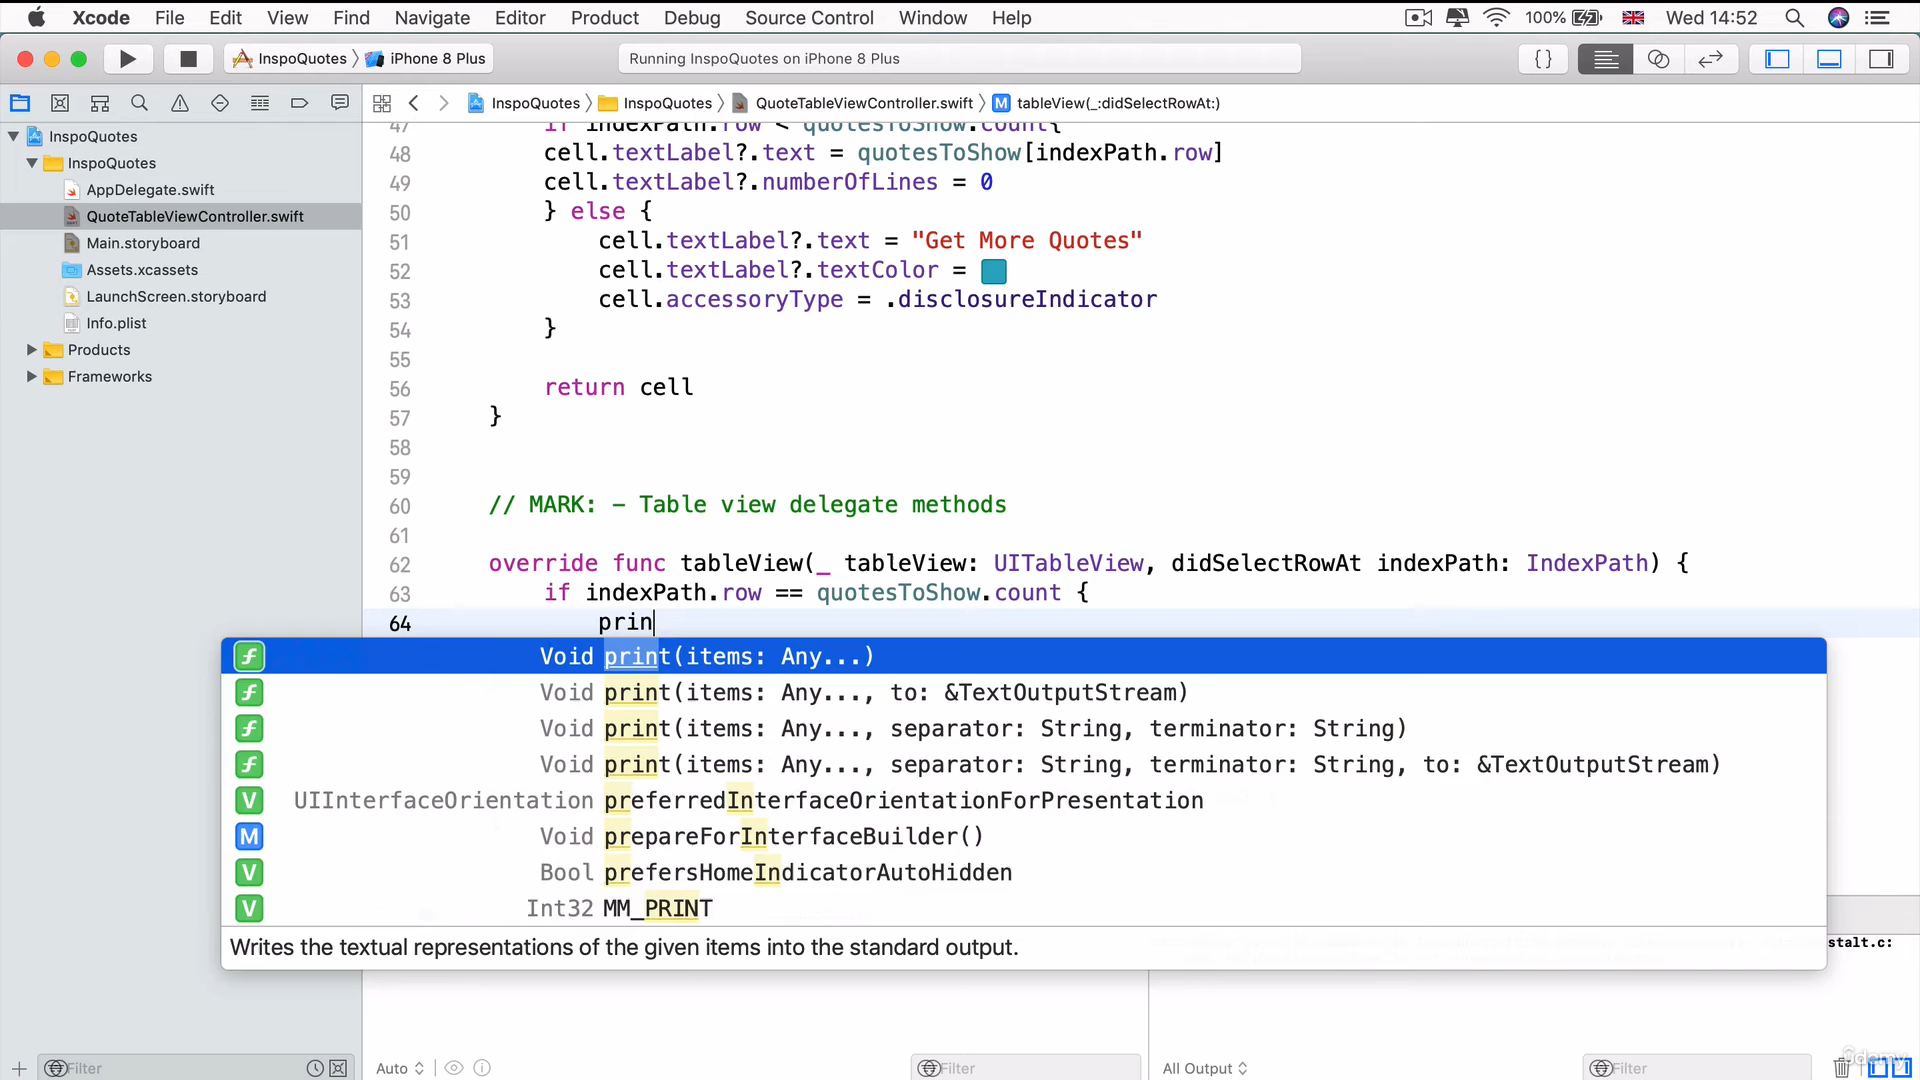 Xcode File Edit View Find Navigate Editor Product Debug Source Control Window Help 100% Wed 14:52
InspoQuotes iPhone 8 Plus Running InspoQuotes on iPhone 8 Plus {}
InspoQuotes InspoQuotes QuoteTableViewController.swift M tableView(_:didSelectRowAt:)
InspoQuotes
InspoQuotes
AppDelegate.swift
QuoteTableViewController.swift
Main.storyboard
Assets.xcassets
LaunchScreen.storyboard
Info.plist
Products
Frameworks
47 if indexPath.row < quotesToShow.count{
48 cell.textLabel?.text = quotesToShow[indexPath.row]
49 cell.textLabel?.numberOfLines = 0
50 } else {
51 cell.textLabel?.text = "Get More Quotes"
52 cell.textLabel?.textColor =
53 cell.accessoryType = .disclosureIndicator
54 }
55
56 return cell
57 }
58
59
60 // MARK: - Table view delegate methods
61
62 override func tableView(_ tableView: UITableView, didSelectRowAt indexPath: IndexPath) {
63 if indexPath.row == quotesToShow.count {
64 prin
f Void print(items: Any...)
f Void print(items: Any..., to: &TextOutputStream)
f Void print(items: Any..., separator: String, terminator: String)
f Void print(items: Any..., separator: String, terminator: String, to: &TextOutputStream)
V UIInterfaceOrientation preferredInterfaceOrientationForPresentation
M Void prepareForInterfaceBuilder()
V Bool prefersHomeIndicatorAutoHidden
V Int32 MM_PRINT
Writes the textual representations of the given items into the standard output.
stalt.c:
Filter Auto Filter All Output Filter
udemy